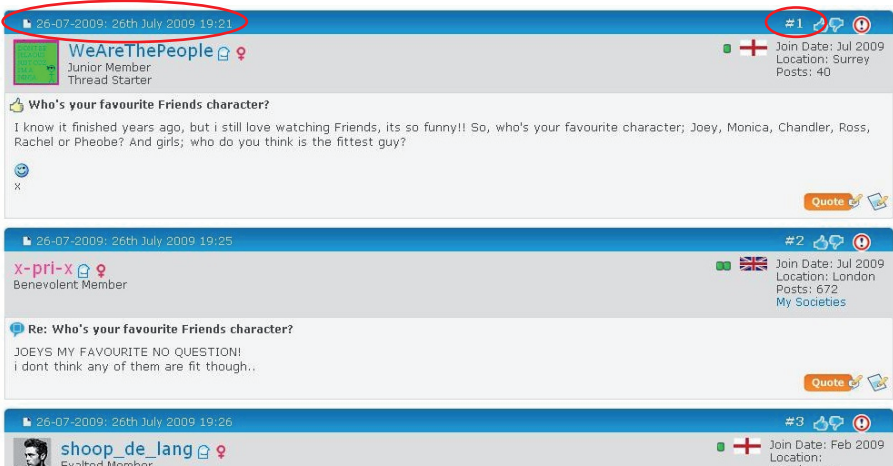 26-07-2009: 26th July 2009 19:21 #1
WeAreThePeople
Junior Member
Thread Starter
Join Date: Jul 2009
Location: Surrey
Posts: 40
Who's your favourite Friends character?
I know it finished years ago, but i still love watching Friends, its so funny!! So, who's your favourite character; Joey, Monica, Chandler, Ross,
Rachel or Pheobe? And girls; who do you think is the fittest guy?
x
Quote
26-07-2009: 26th July 2009 19:25 #2
x-pri-x
Benevolent Member
Join Date: Jul 2009
Location: London
Posts: 672
My Societies
Re: Who's your favourite Friends character?
JOEYS MY FAVOURITE NO QUESTION!
i dont think any of them are fit though..
Quote
26-07-2009: 26th July 2009 19:26 #3
shoop_de_lang
Exalted Member
Join Date: Feb 2009
Location: